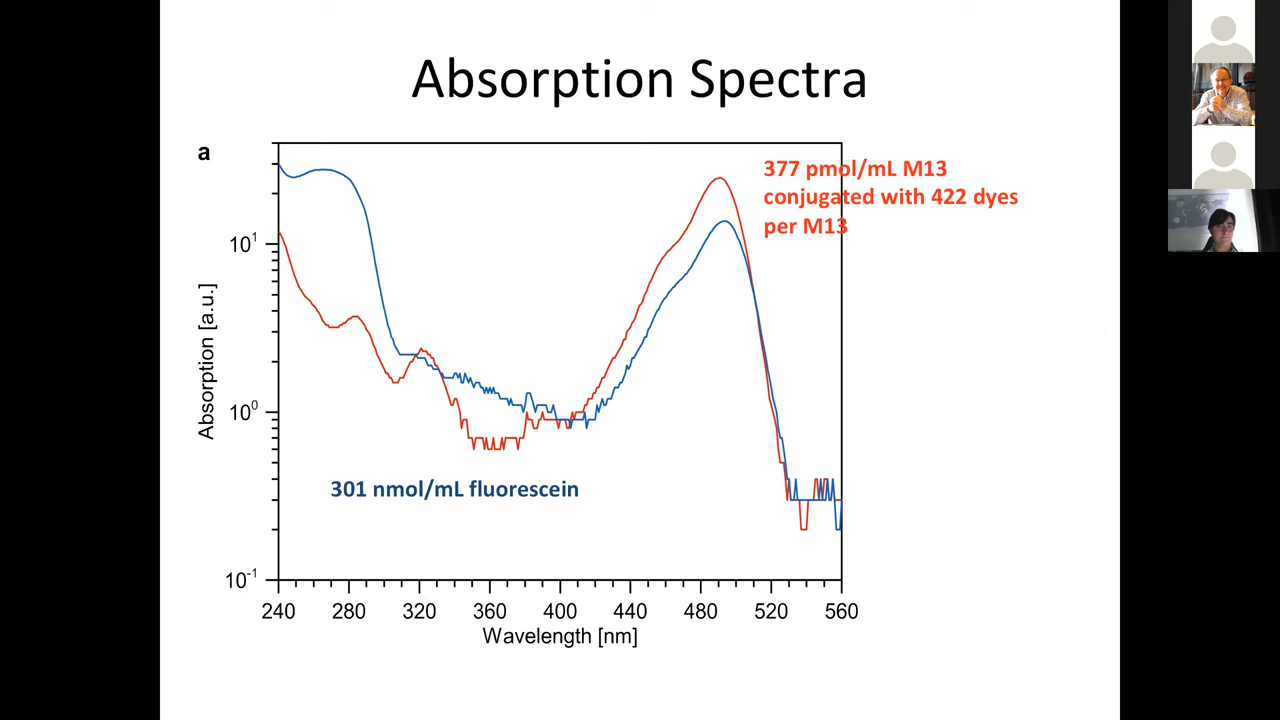 Absorption Spectra
a
377 pmol/mL M13
conjugated with 422 dyes
per M13
Absorption [a.u.]
10¹
10⁰
10⁻¹
301 nmol/mL fluorescein
240 280 320 360 400 440 480 520 560
Wavelength [nm]